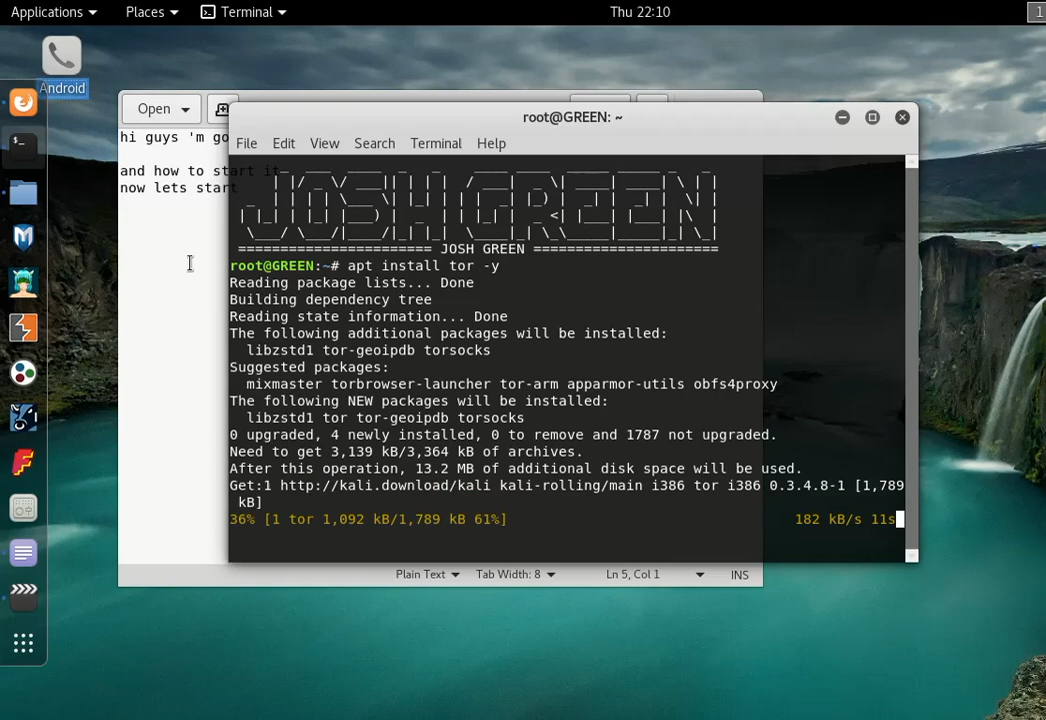 Applications Places Terminal Thu 22:10 1
Android
Open
hi guys 'm go
and how to start it
now lets start
root@GREEN: ~
File Edit View Search Terminal Help
JOSH GREEN
======================= JOSH GREEN ======================
root@GREEN:~# apt install tor -y
Reading package lists... Done
Building dependency tree
Reading state information... Done
The following additional packages will be installed:
libzstd1 tor-geoipdb torsocks
Suggested packages:
mixmaster torbrowser-launcher tor-arm apparmor-utils obfs4proxy
The following NEW packages will be installed:
libzstd1 tor tor-geoipdb torsocks
0 upgraded, 4 newly installed, 0 to remove and 1787 not upgraded.
Need to get 3,139 kB/3,364 kB of archives.
After this operation, 13.2 MB of additional disk space will be used.
Get:1 http://kali.download/kali kali-rolling/main i386 tor i386 0.3.4.8-1 [1,789
kB]
36% [1 tor 1,092 kB/1,789 kB 61%] 182 kB/s 11s
Plain Text Tab Width: 8 Ln 5, Col 1 INS